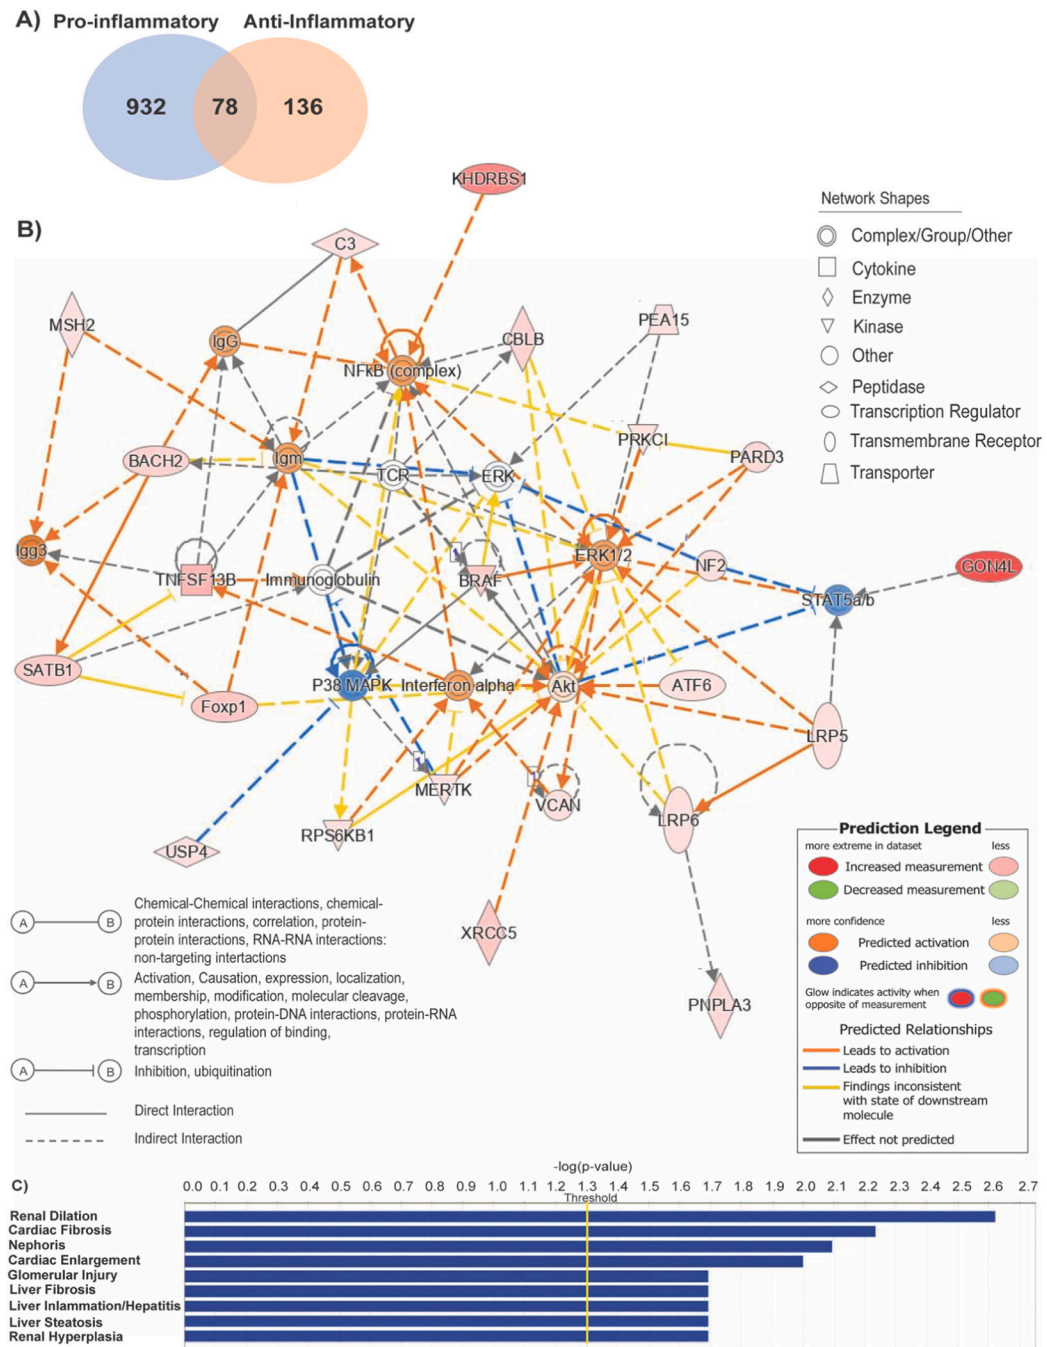 A) Pro-inflammatory Anti-Inflammatory
932 78 136
B)
KHDRBS1
C3
MSH2
IgG
NFkB (complex)
CBLB
PEA15
BACH2
Igm
TCR
ERK
PRKCI
PARD3
Igg3
TNFSF13B
Immunoglobulin
BRAF
ERK1/2
NF2
GON4L
STAT5a/b
SATB1
Foxp1
P38 MAPK
Interferon alpha
Akt
ATF6
LRP5
MERTK
VCAN
LRP6
RPS6KB1
USP4
XRCC5
PNPLA3
Network Shapes
Complex/Group/Other
Cytokine
Enzyme
Kinase
Other
Peptidase
Transcription Regulator
Transmembrane Receptor
Transporter
Prediction Legend
more extreme in dataset less
Increased measurement
Decreased measurement
more confidence less
Predicted activation
Predicted inhibition
Glow indicates activity when
opposite of measurement
Predicted Relationships
Leads to activation
Leads to inhibition
Findings inconsistent
with state of downstream
molecule
Effect not predicted
A B
Chemical-Chemical interactions, chemical-
protein interactions, correlation, protein-
protein interactions, RNA-RNA interactions:
non-targeting intertactions
A B
Activation, Causation, expression, localization,
membership, modification, molecular cleavage,
phosphorylation, protein-DNA interactions, protein-RNA
interactions, regulation of binding,
transcription
A B
Inhibition, ubiquitination
Direct Interaction
Indirect Interaction
C)
-log(p-value)
0.0 0.1 0.2 0.3 0.4 0.5 0.6 0.7 0.8 0.9 1.0 1.1 1.2 1.3 1.4 1.5 1.6 1.7 1.8 1.9 2.0 2.1 2.2 2.3 2.4 2.5 2.6 2.7
Threshold
Renal Dilation
Cardiac Fibrosis
Nephoris
Cardiac Enlargement
Glomerular Injury
Liver Fibrosis
Liver Inlammation/Hepatitis
Liver Steatosis
Renal Hyperplasia